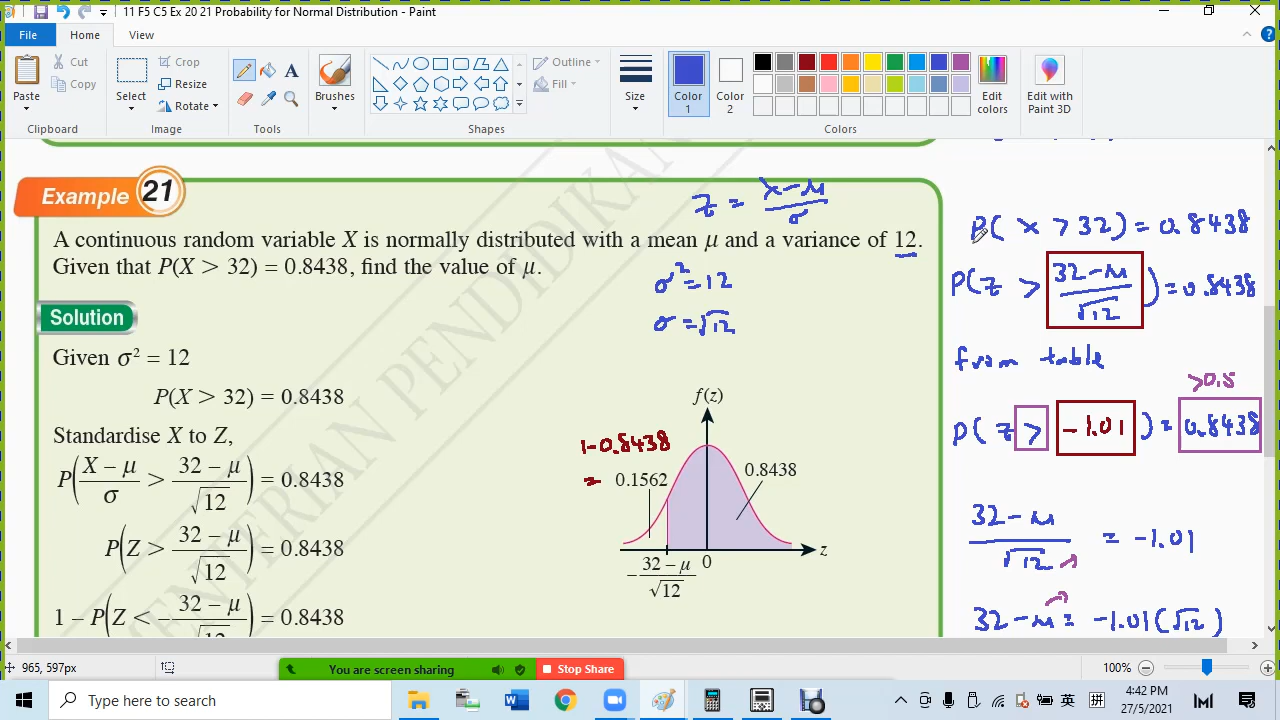 11 F5 C5 Ex 20 21 Probability for Normal Distribution - Paint
File Home View
Paste Cut Copy Select Crop Resize Rotate Brushes Outline Fill Size Color 1 Color 2 Edit colors Edit with Paint 3D
Clipboard Image Tools Shapes Colors
Example 21
z = x-μ/σ
A continuous random variable X is normally distributed with a mean μ and a variance of 12.
Given that P(X > 32) = 0.8438, find the value of μ.
σ² = 12
σ = √12
Solution
Given σ² = 12
P(X > 32) = 0.8438
Standardise X to Z,
P(X – μ/σ > 32 – μ/√12) = 0.8438
P(Z > 32 – μ/√12) = 0.8438
1 – P(Z < –32 – μ/√12) = 0.8438
f(z)
1-0.8438
= 0.1562
0.8438
–32 – μ/√12
0
z
P( x > 32) = 0.8438
P(z > 32-μ/√12) = 0.8438
from table
>0.5
P( z > -1.01 ) = 0.8438
32-μ/√12 = -1.01
32-μ = -1.01(√12)
KEMENTERIAN PENDIDIKAN
965, 597px
100%
You are screen sharing Stop Share
Type here to search
英 拼
4:42 PM
27/5/2021